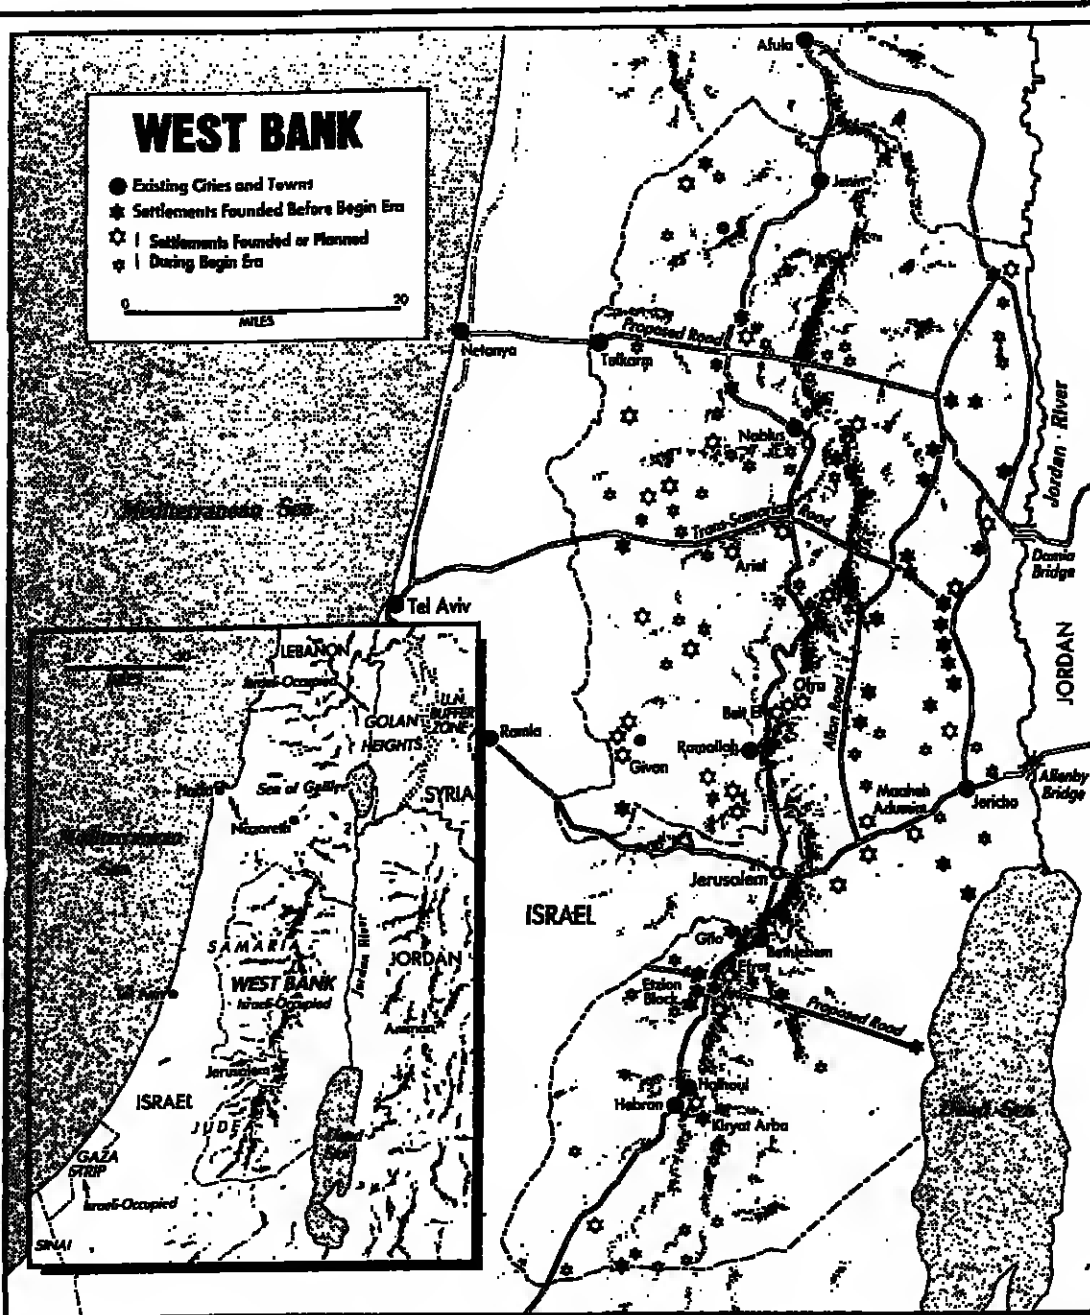 WEST BANK
Existing Cities and Towns
Settlements Founded Before Begin Era
Settlements Founded or Planned
During Begin Era
0 20
MILES
Afula
Jenin
Netanya
Tulkarm
Proposed Road
Nablus
Jordan River
Mediterranean Sea
Trans-Samarian Road
Ariel
Damia
Bridge
Tel Aviv
JORDAN
Allon Road
Beit El
Ramallah
Ramla
Givon
Maaleh
Adumim
Jericho
Allenby
Bridge
Jerusalem
ISRAEL
Gilo
Bethlehem
Efrat
Etzion
Block
Proposed Road
Halhoul
Hebron
Kiryat Arba
Dead Sea
MILES
LEBANON
Israeli-Occupied
GOLAN
HEIGHTS
U.N.
BUFFER
ZONE
Haifa
Sea of Galilee
SYRIA
Nazareth
Mediterranean
Sea
SAMARIA
WEST BANK
Israeli-Occupied
Jordan River
JORDAN
Tel Aviv
Amman
Jerusalem
ISRAEL
JUDEA
Dead
Sea
GAZA
STRIP
Israeli-Occupied
SINAI